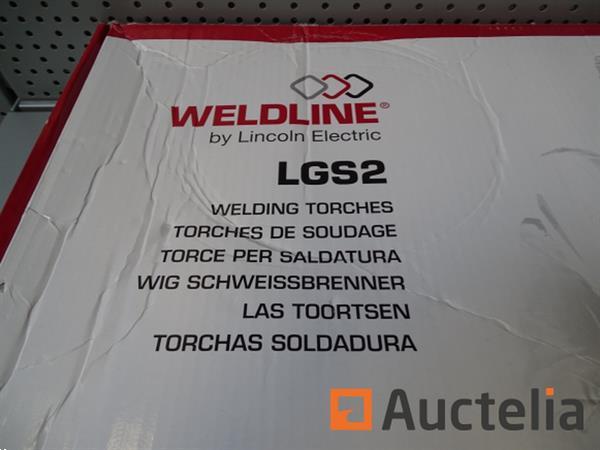 WELDLINE®
by Lincoln Electric
LGS2
WELDING TORCHES
TORCHES DE SOUDAGE
TORCE PER SALDATURA
WIG SCHWEISSBRENNER
LAS TOORTSEN
TORCHAS SOLDADURA
Auctelia